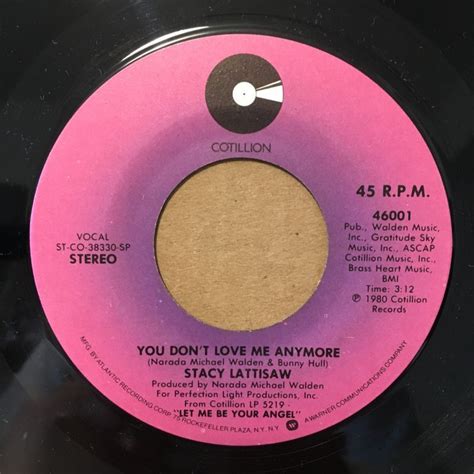 COTILLION
VOCAL
ST-CO-38330-SP
STEREO
45 R.P.M.
46001
Pub., Walden Music,
Inc., Gratitude Sky
Music, Inc., ASCAP
Cotillion Music, Inc.,
Brass Heart Music,
BMI
Time: 3:12
℗ 1980 Cotillion
Records
YOU DON'T LOVE ME ANYMORE
(Narada Michael Walden & Bunny Hull)
STACY LATTISAW
Produced by Narada Michael Walden
For Perfection Light Productions, Inc.
From Cotillion LP 5219 -
"LET ME BE YOUR ANGEL"
MFG. BY ATLANTIC RECORDING CORP. 75 ROCKEFELLER PLAZA, N.Y. N.Y.
A WARNER COMMUNICATIONS COMPANY